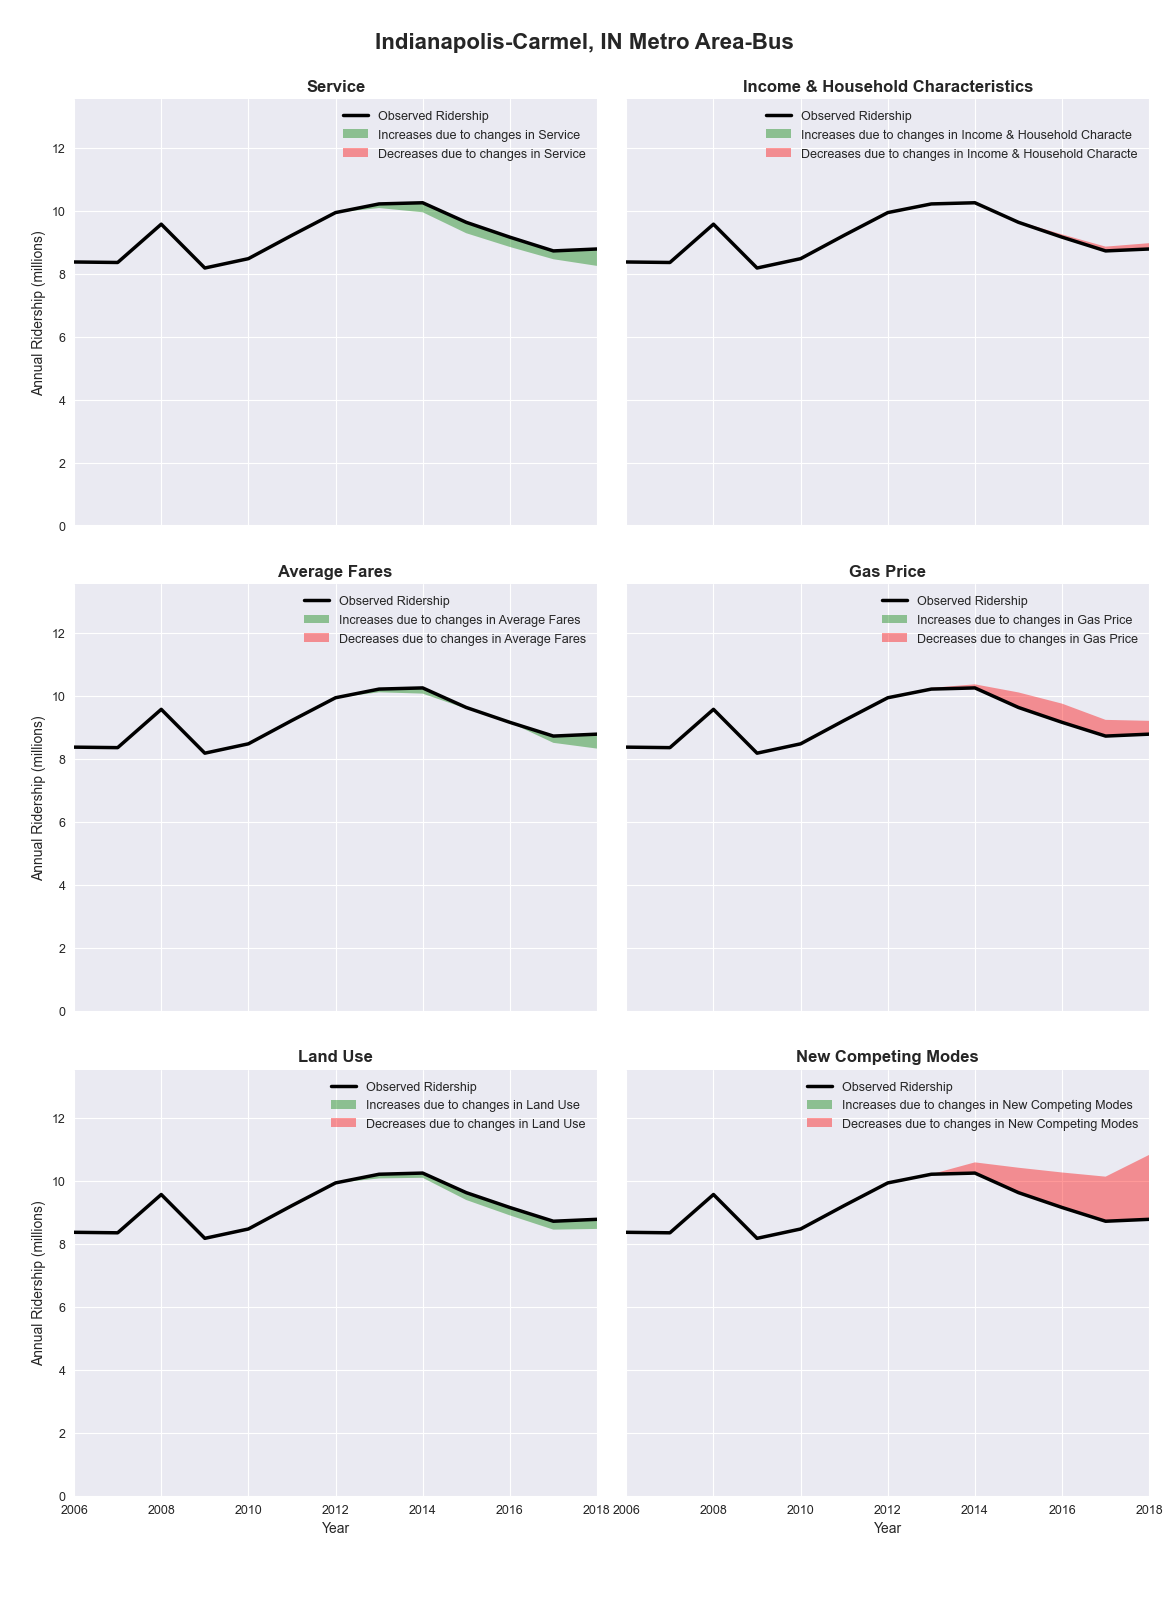 Indianapolis-Carmel, IN Metro Area-Bus
Service
Observed Ridership
Increases due to changes in Service
Decreases due to changes in Service
12
10
8
6
4
2
0
Annual Ridership (millions)
Income & Household Characteristics
Observed Ridership
Increases due to changes in Income & Household Characte
Decreases due to changes in Income & Household Characte
Average Fares
Observed Ridership
Increases due to changes in Average Fares
Decreases due to changes in Average Fares
12
10
8
6
4
2
0
Annual Ridership (millions)
Gas Price
Observed Ridership
Increases due to changes in Gas Price
Decreases due to changes in Gas Price
Land Use
Observed Ridership
Increases due to changes in Land Use
Decreases due to changes in Land Use
12
10
8
6
4
2
0
Annual Ridership (millions)
2006 2008 2010 2012 2014 2016 2018
Year
New Competing Modes
Observed Ridership
Increases due to changes in New Competing Modes
Decreases due to changes in New Competing Modes
2006 2008 2010 2012 2014 2016 2018
Year